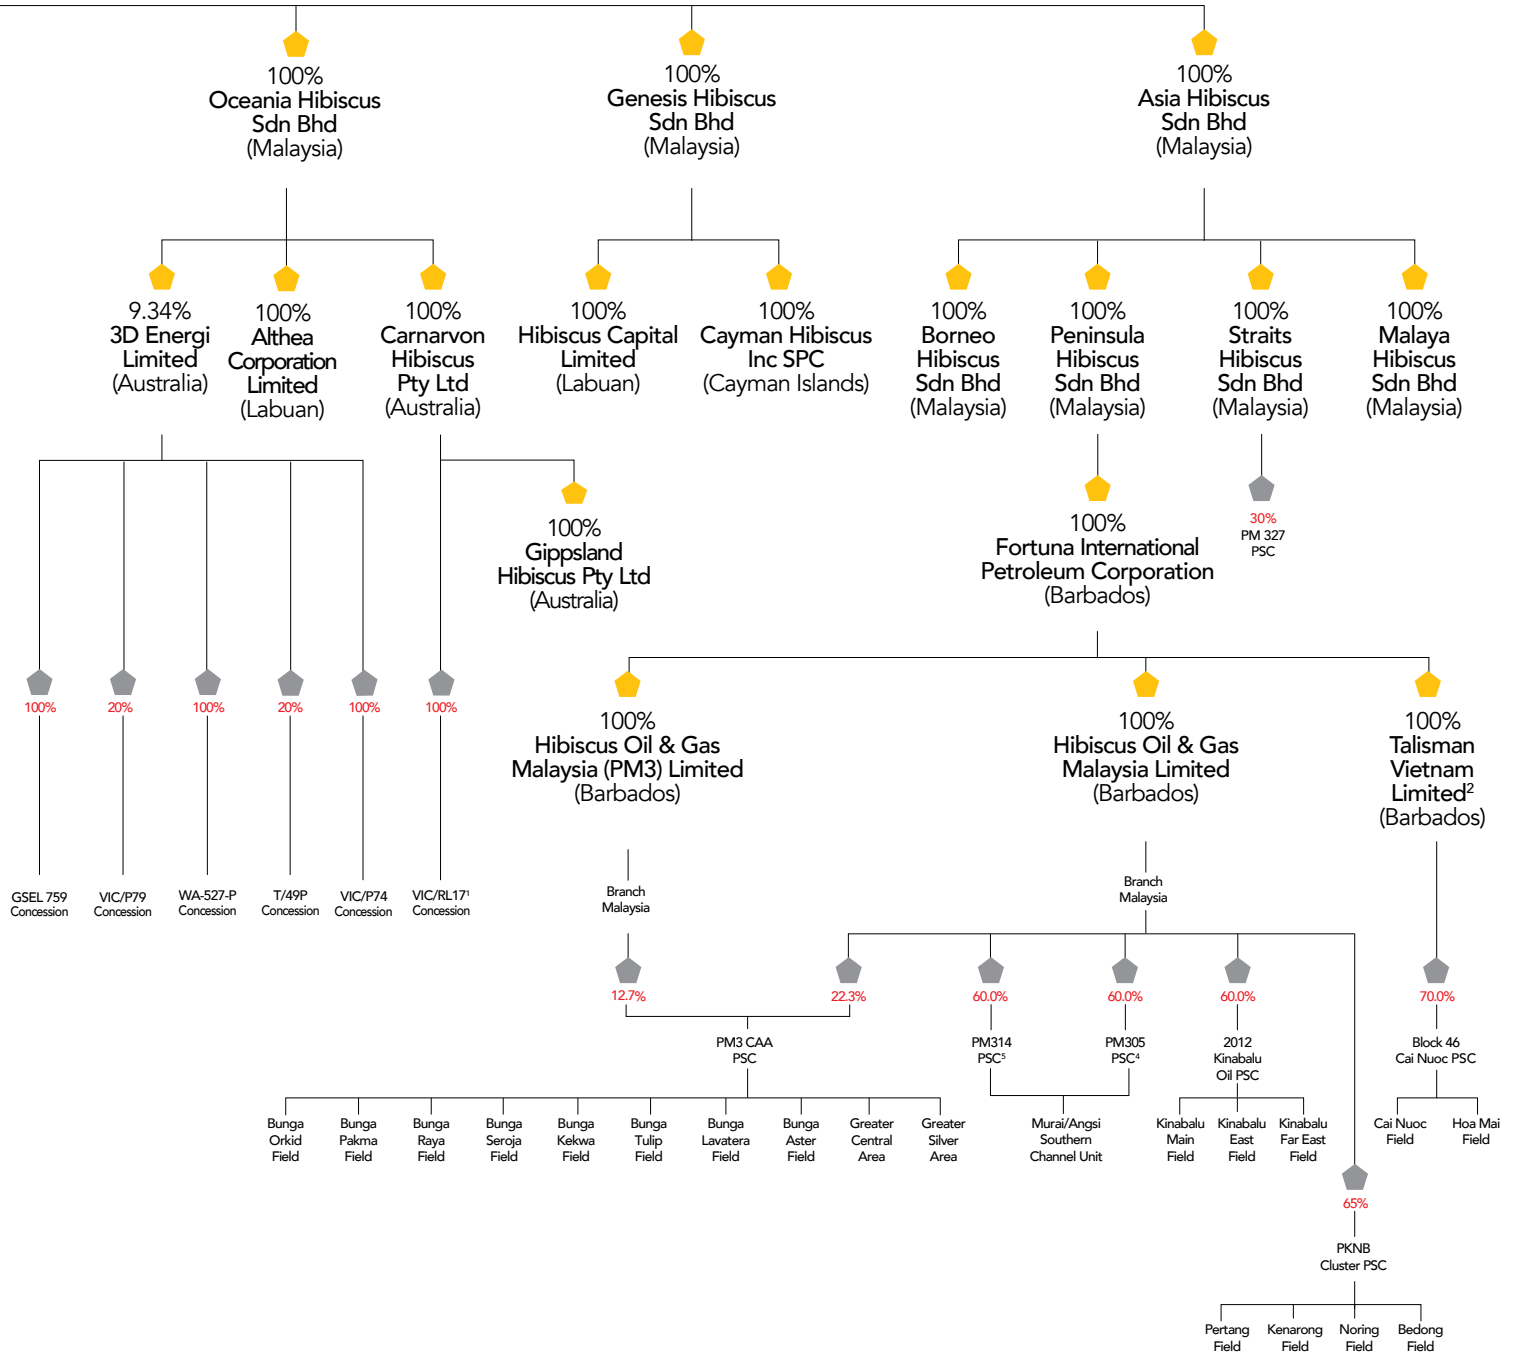 100%
Oceania Hibiscus
Sdn Bhd
(Malaysia)
100%
Genesis Hibiscus
Sdn Bhd
(Malaysia)
100%
Asia Hibiscus
Sdn Bhd
(Malaysia)
9.34%
3D Energi
Limited
(Australia)
100%
Althea
Corporation
Limited
(Labuan)
100%
Carnarvon
Hibiscus
Pty Ltd
(Australia)
100%
Hibiscus Capital
Limited
(Labuan)
100%
Cayman Hibiscus
Inc SPC
(Cayman Islands)
100%
Borneo
Hibiscus
Sdn Bhd
(Malaysia)
100%
Peninsula
Hibiscus
Sdn Bhd
(Malaysia)
100%
Straits
Hibiscus
Sdn Bhd
(Malaysia)
100%
Malaya
Hibiscus
Sdn Bhd
(Malaysia)
100%
Gippsland
Hibiscus Pty Ltd
(Australia)
100%
Fortuna International
Petroleum Corporation
(Barbados)
30%
PM 327
PSC
100%
GSEL 759
Concession
20%
VIC/P79
Concession
100%
WA-527-P
Concession
20%
T/49P
Concession
100%
VIC/P74
Concession
100%
VIC/RL17¹
Concession
100%
Hibiscus Oil & Gas
Malaysia (PM3) Limited
(Barbados)
100%
Hibiscus Oil & Gas
Malaysia Limited
(Barbados)
100%
Talisman
Vietnam
Limited²
(Barbados)
Branch
Malaysia
Branch
Malaysia
12.7%
22.3%
60.0%
60.0%
60.0%
70.0%
PM3 CAA
PSC
PM314
PSC⁵
PM305
PSC⁴
2012
Kinabalu
Oil PSC
Block 46
Cai Nuoc PSC
Bunga
Orkid
Field
Bunga
Pakma
Field
Bunga
Raya
Field
Bunga
Seroja
Field
Bunga
Kekwa
Field
Bunga
Tulip
Field
Bunga
Lavatera
Field
Bunga
Aster
Field
Greater
Central
Area
Greater
Silver
Area
Murai/Angsi
Southern
Channel Unit
Kinabalu
Main
Field
Kinabalu
East
Field
Kinabalu
Far East
Field
Cai Nuoc
Field
Hoa Mai
Field
65%
PKNB
Cluster PSC
Pertang
Field
Kenarong
Field
Noring
Field
Bedong
Field